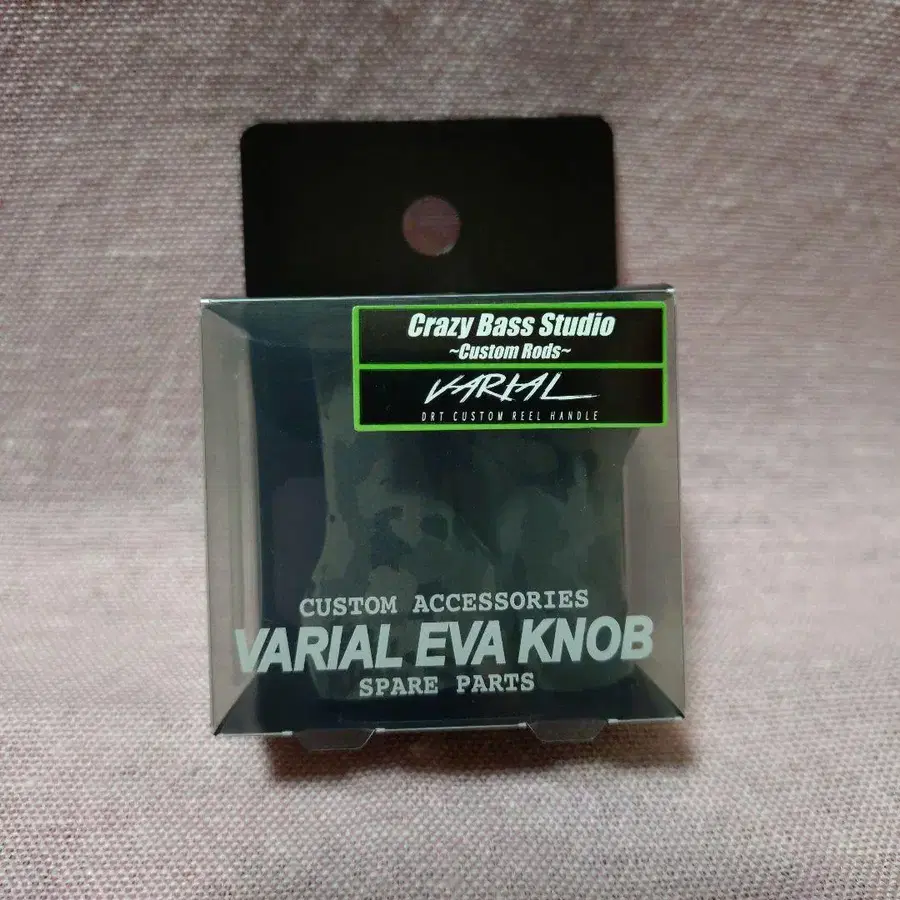 Crazy Bass Studio
~Custom Rods~
VARIAL
DRT CUSTOM REEL HANDLE
CUSTOM ACCESSORIES
VARIAL EVA KNOB
SPARE PARTS